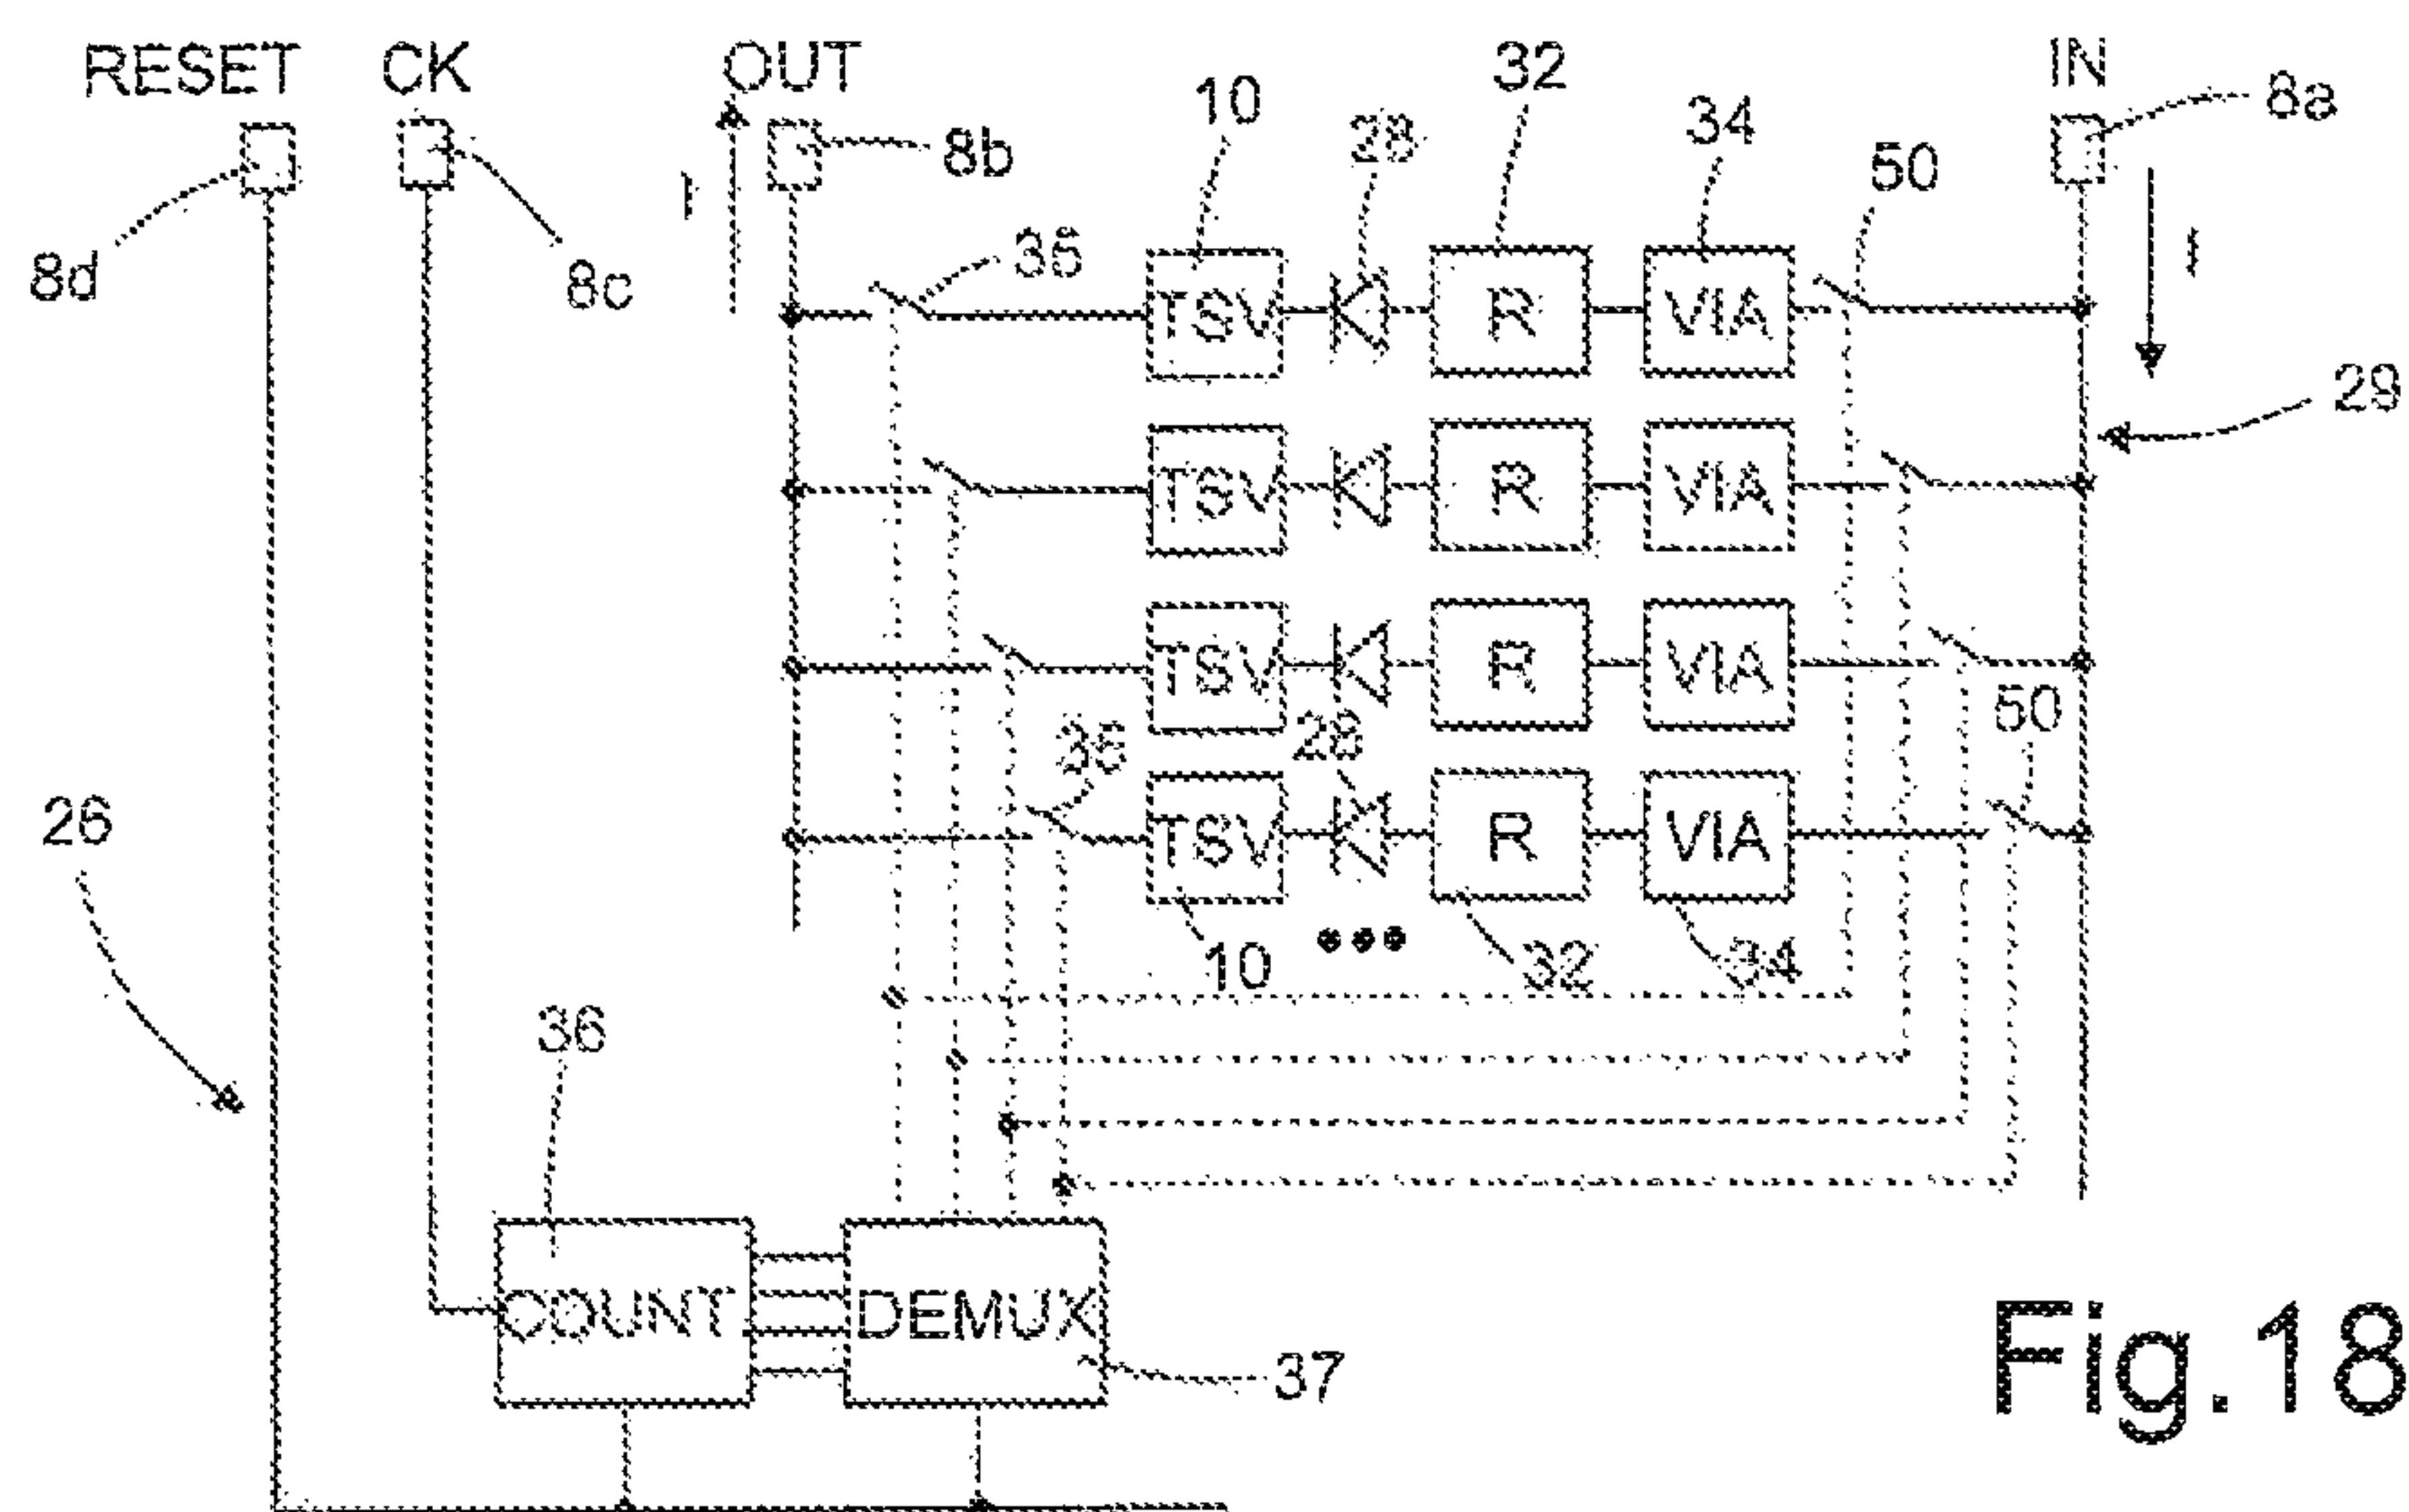 RESET CK OUT IN
10 28 32 34 50 8a
8b
8d 8c I 35 I
TSV R VIA
29
TSV R VIA
TSV R VIA
50
35 28
26 TSV R VIA
10 ••• 32 34
36
COUNT DEMUX
37
Fig.18